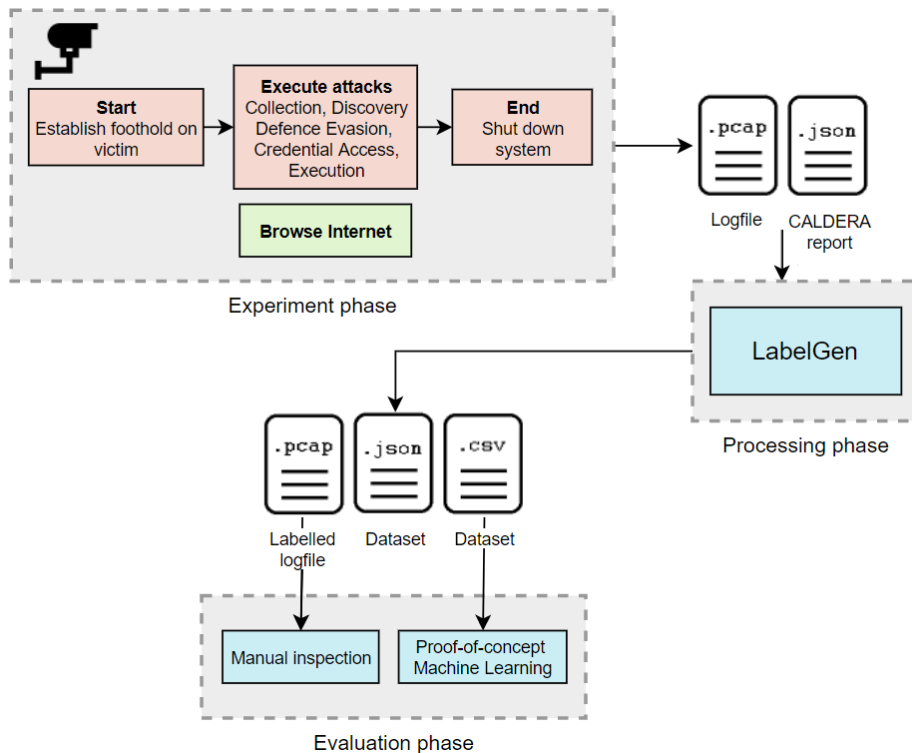 Start
Establish foothold on
victim
Execute attacks
Collection, Discovery
Defence Evasion,
Credential Access,
Execution
End
Shut down
system
Browse Internet
Experiment phase
.pcap
.json
Logfile
CALDERA
report
LabelGen
Processing phase
.pcap
.json
.csv
Labelled
logfile
Dataset
Dataset
Manual inspection
Proof-of-concept
Machine Learning
Evaluation phase